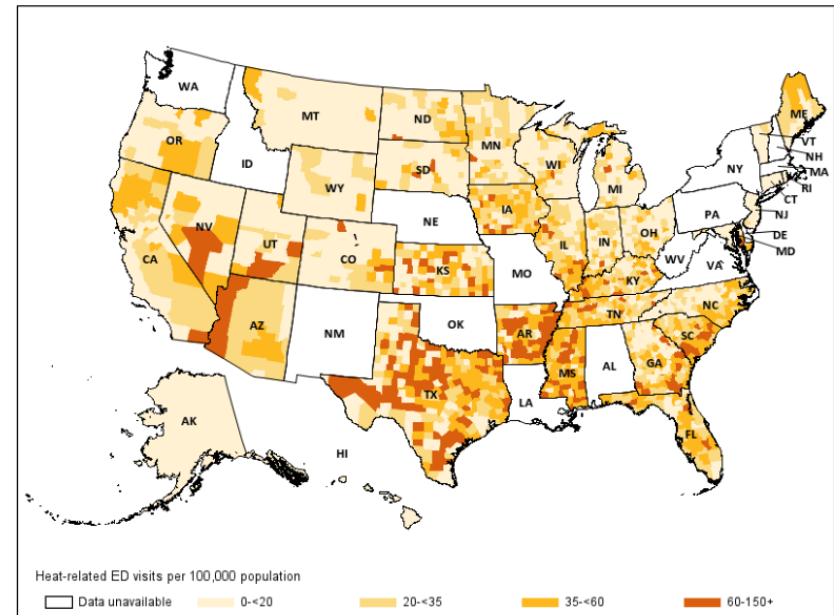 WA
MT
ND
MN
ME
VT
NH
MA
RI
CT
NJ
DE
MD
OR
ID
WY
SD
WI
MI
NY
PA
NV
UT
CO
NE
IA
IL
IN
OH
WV
VA
CA
AZ
NM
KS
MO
KY
TN
NC
OK
AR
SC
TX
LA
MS
AL
GA
FL
AK
HI
Heat-related ED visits per 100,000 population
Data unavailable 0-<20 20-<35 35-<60 60-150+